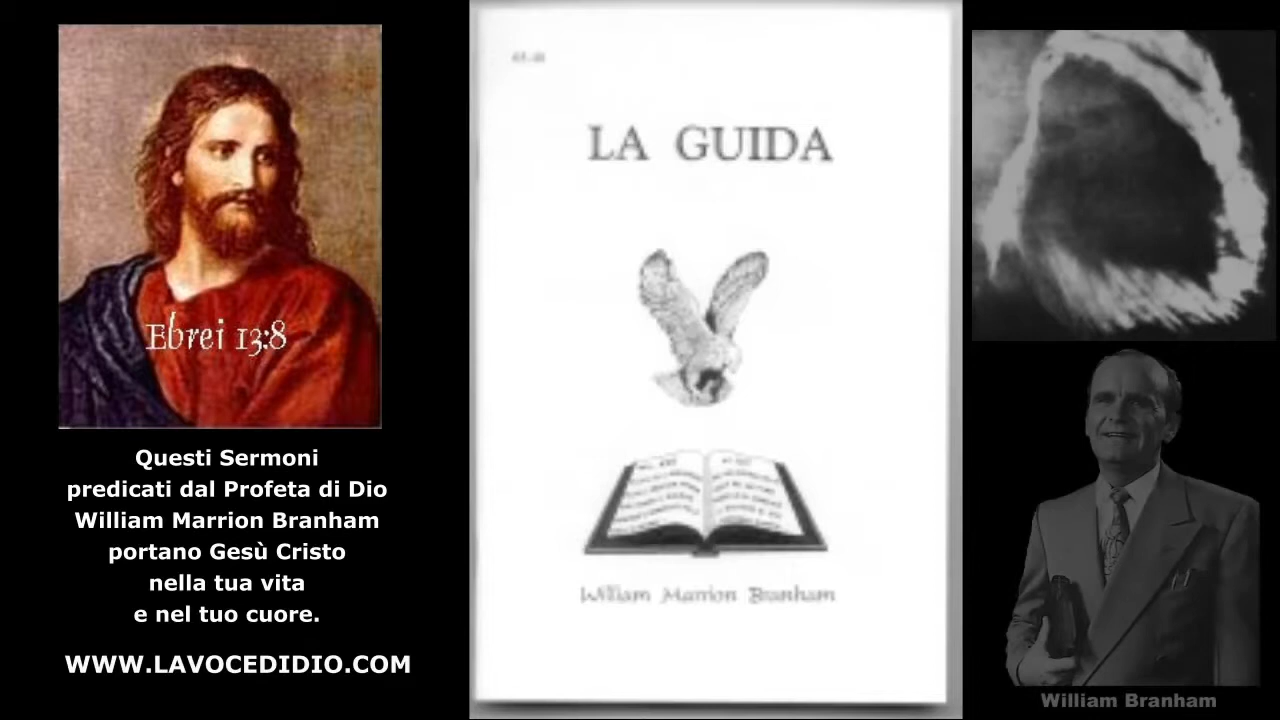 Ebrei 13:8
Questi Sermoni
predicati dal Profeta di Dio
William Marrion Branham
portano Gesù Cristo
nella tua vita
e nel tuo cuore.
WWW.LAVOCEDIDIO.COM
LA GUIDA
William Marrion Branham
William Branham